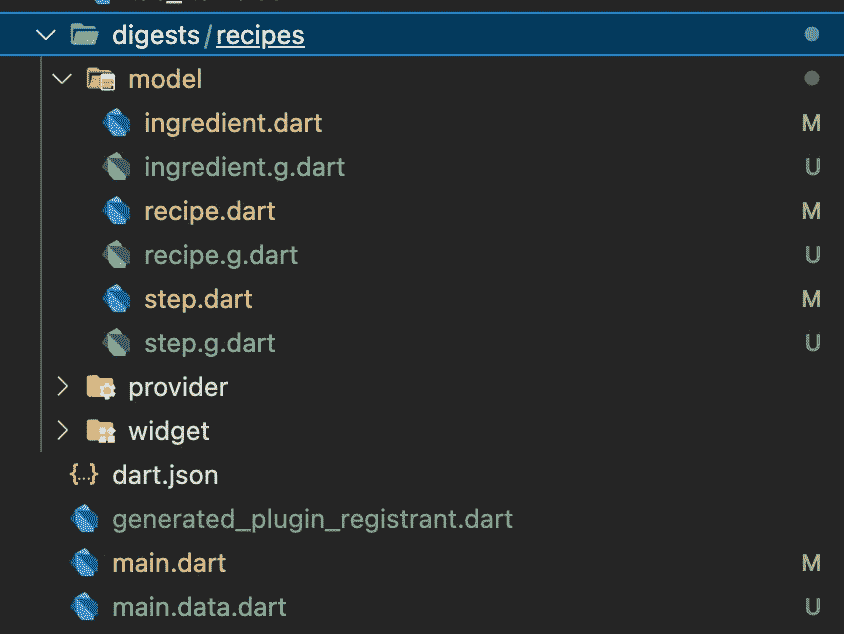 digests/recipes
model
ingredient.dart M
ingredient.g.dart U
recipe.dart M
recipe.g.dart U
step.dart M
step.g.dart U
provider
widget
{..} dart.json
generated_plugin_registrant.dart
main.dart M
main.data.dart U